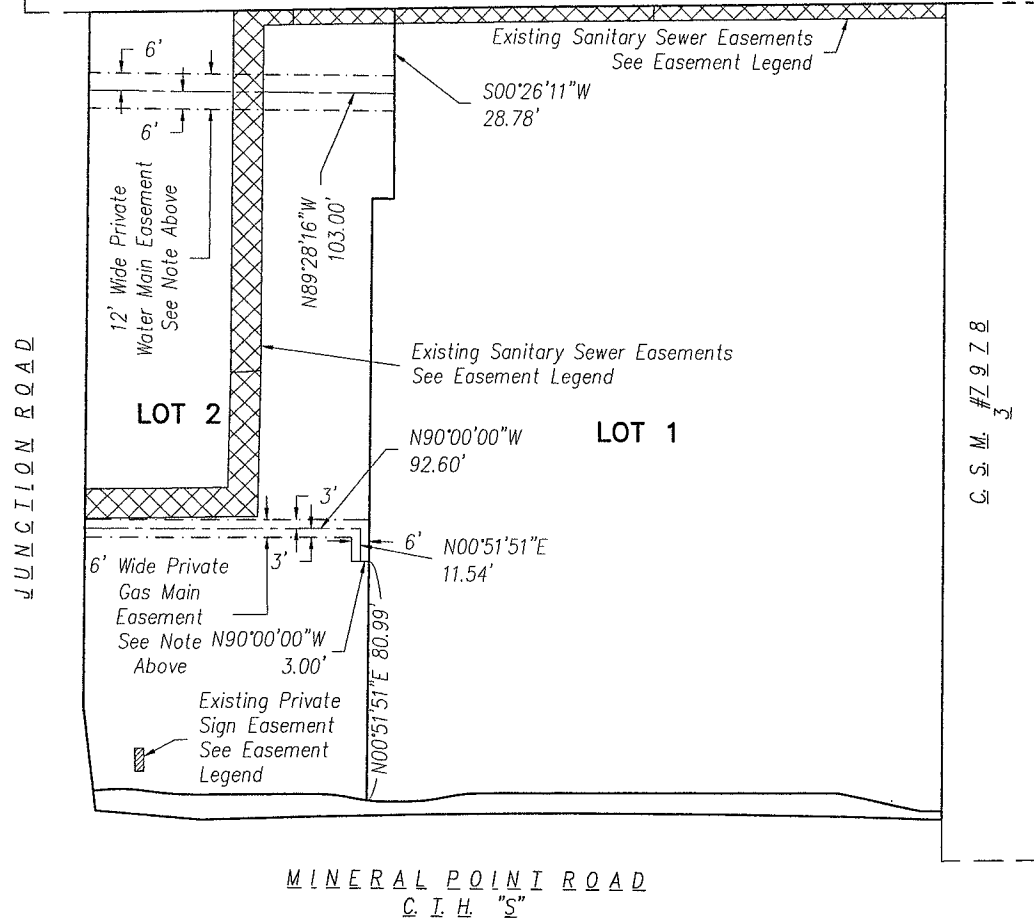 6'
6'
Existing Sanitary Sewer Easements
See Easement Legend
S00°26'11"W
28.78'
12' Wide Private
Water Main Easement
See Note Above
N89°28'16"W
103.00'
JUNCTION ROAD
Existing Sanitary Sewer Easements
See Easement Legend
LOT 2
LOT 1
C.S.M. #7978
3
N90°00'00"W
92.60'
3'
3'
6'
N00°51'51"E
11.54'
6' Wide Private
Gas Main
Easement
See Note
Above
N90°00'00"W
3.00'
N00°51'51"E 80.99'
Existing Private
Sign Easement
See Easement
Legend
MINERAL POINT ROAD
C.T.H. "S"